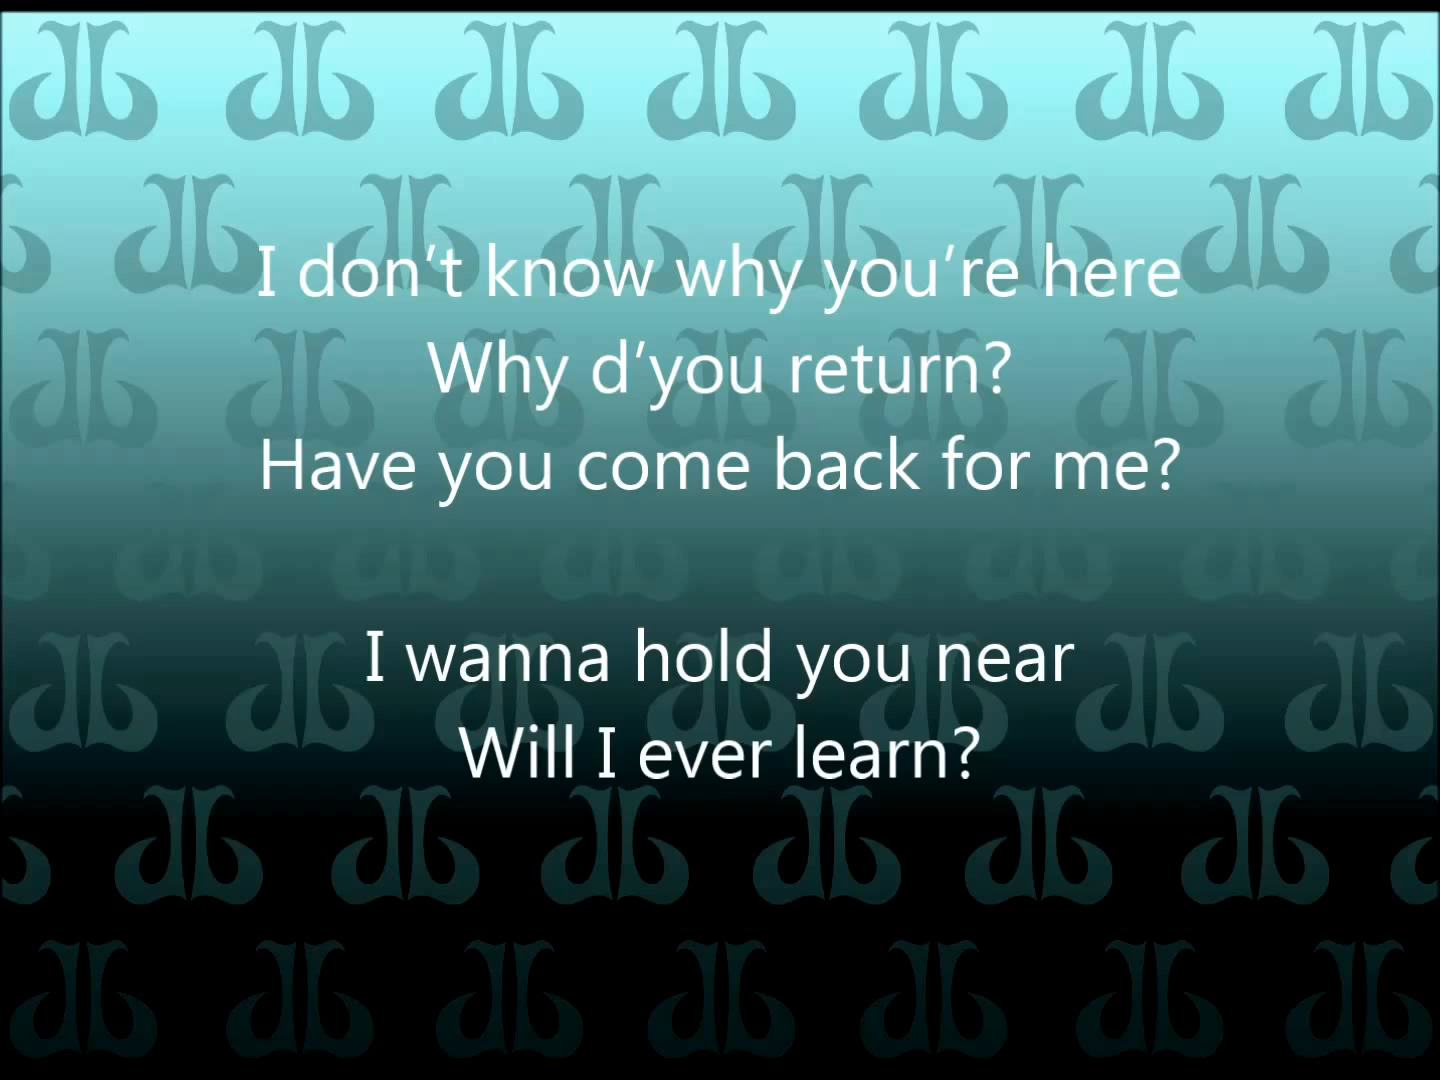 I don’t know why you’re here
Why d’you return?
Have you come back for me?
I wanna hold you near
Will I ever learn?